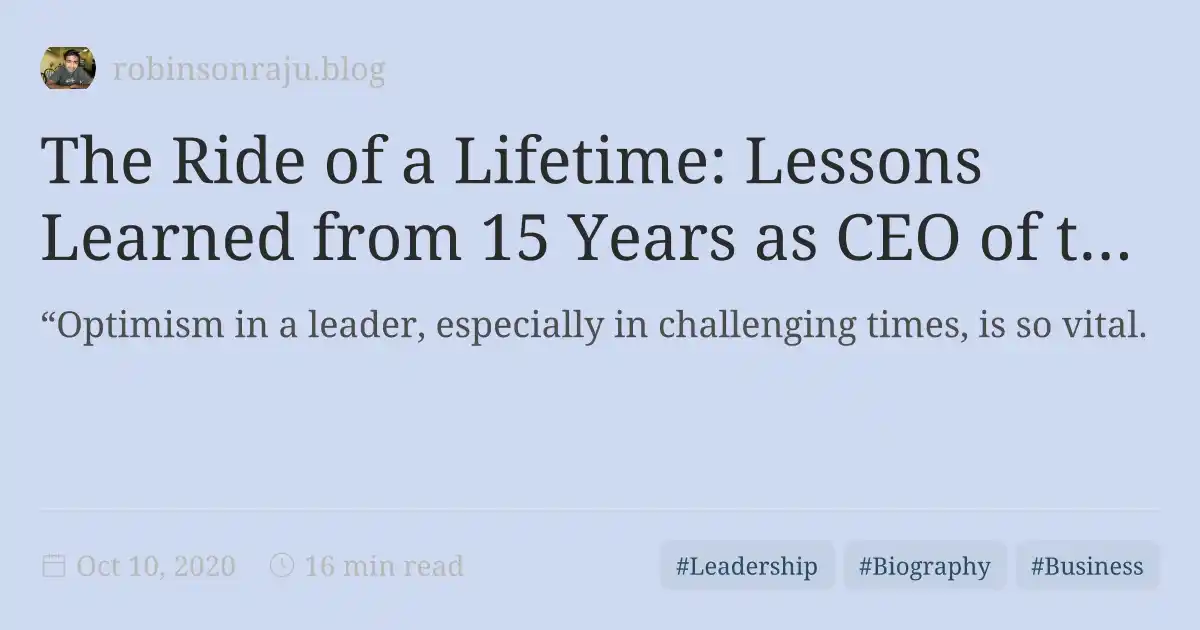 robinsonraju.blog
The Ride of a Lifetime: Lessons
Learned from 15 Years as CEO of t...
“Optimism in a leader, especially in challenging times, is so vital.
Oct 10, 2020 16 min read #Leadership #Biography #Business